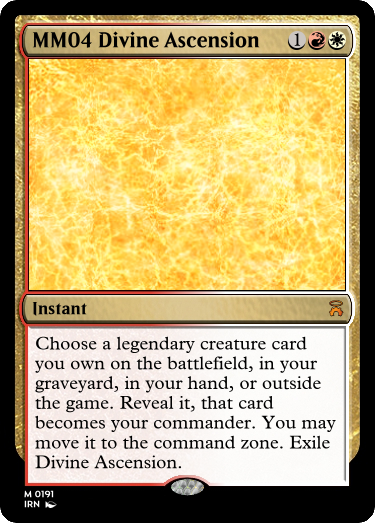 MM04 Divine Ascension 1
Instant
Choose a legendary creature card
you own on the battlefield, in your
graveyard, in your hand, or outside
the game. Reveal it, that card
becomes your commander. You may
move it to the command zone. Exile
Divine Ascension.
M 0191
IRN